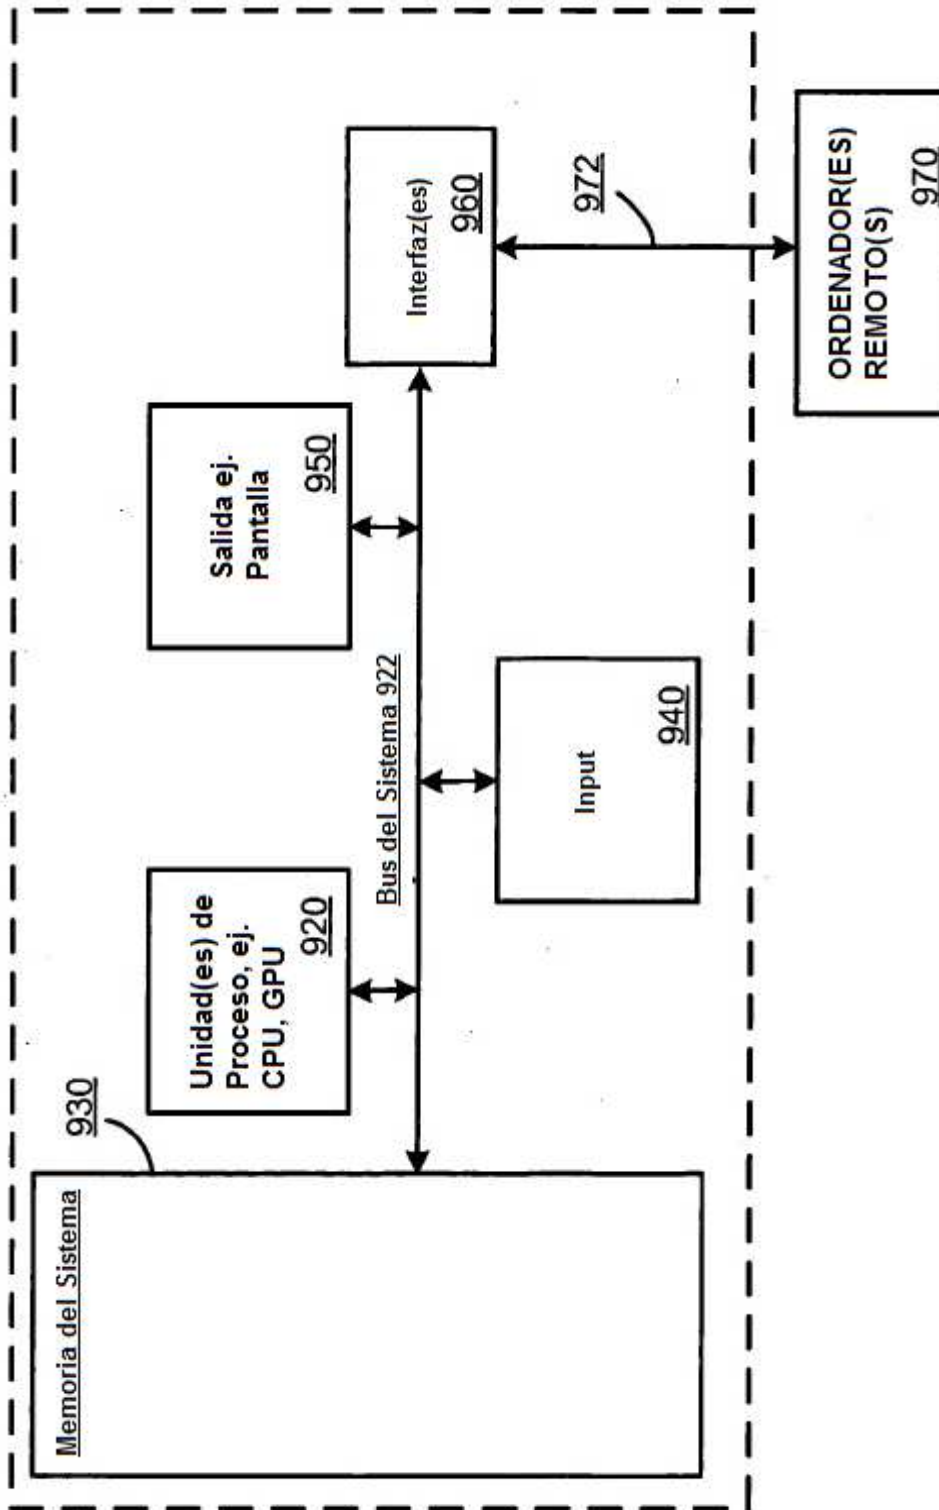 Memoria del Sistema
930
Unidad(es) de
Proceso, ej.
CPU, GPU
920
Salida ej.
Pantalla
950
Bus del Sistema 922
Interfaz(es)
960
Input
940
972
ORDENADOR(ES)
REMOTO(S)
970